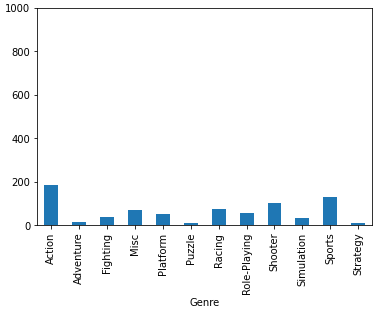 1000
800
600
400
200
0
Action
Adventure
Fighting
Misc
Platform
Puzzle
Racing
Role-Playing
Shooter
Simulation
Sports
Strategy
Genre